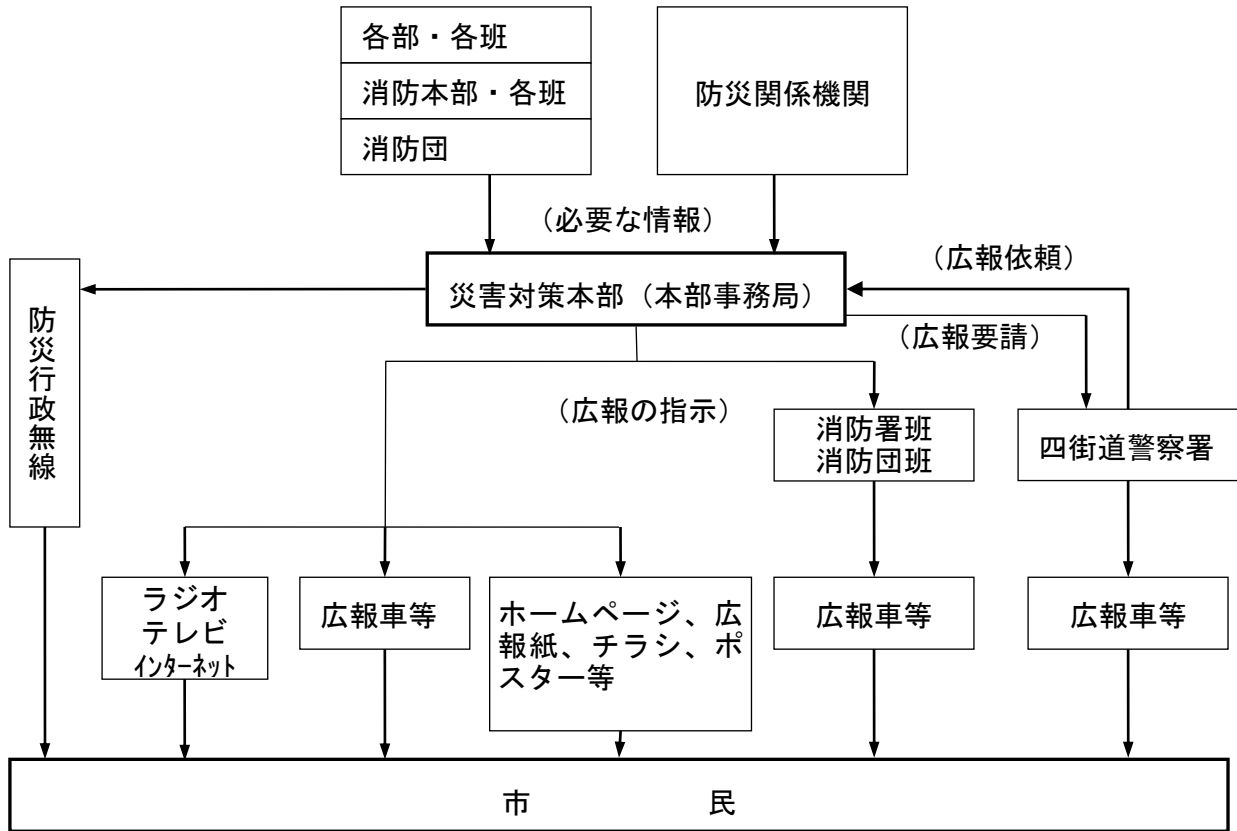 各部・各班
消防本部・各班
消防団
防災関係機関
（必要な情報）
（広報依頼）
災害対策本部（本部事務局）
（広報要請）
防災行政無線
（広報の指示）
消防署班
消防団班
四街道警察署
ラジオ
テレビ
インターネット
広報車等
ホームページ、広
報紙、チラシ、ポ
スター等
広報車等
広報車等
市　　　　　民